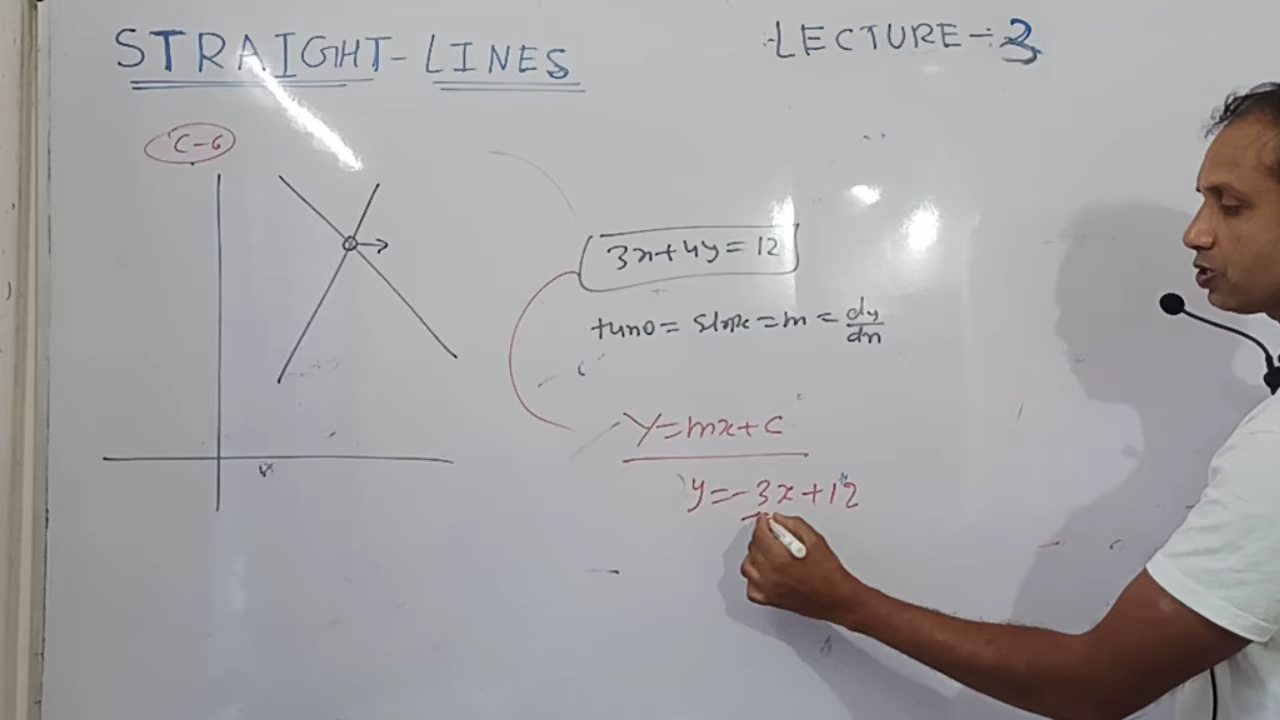 STRAIGHT-LINES
LECTURE-3
C-6
3x+4y=12
tanθ = slope = m = dy/dx
Y=mx+c
y=-3x+12